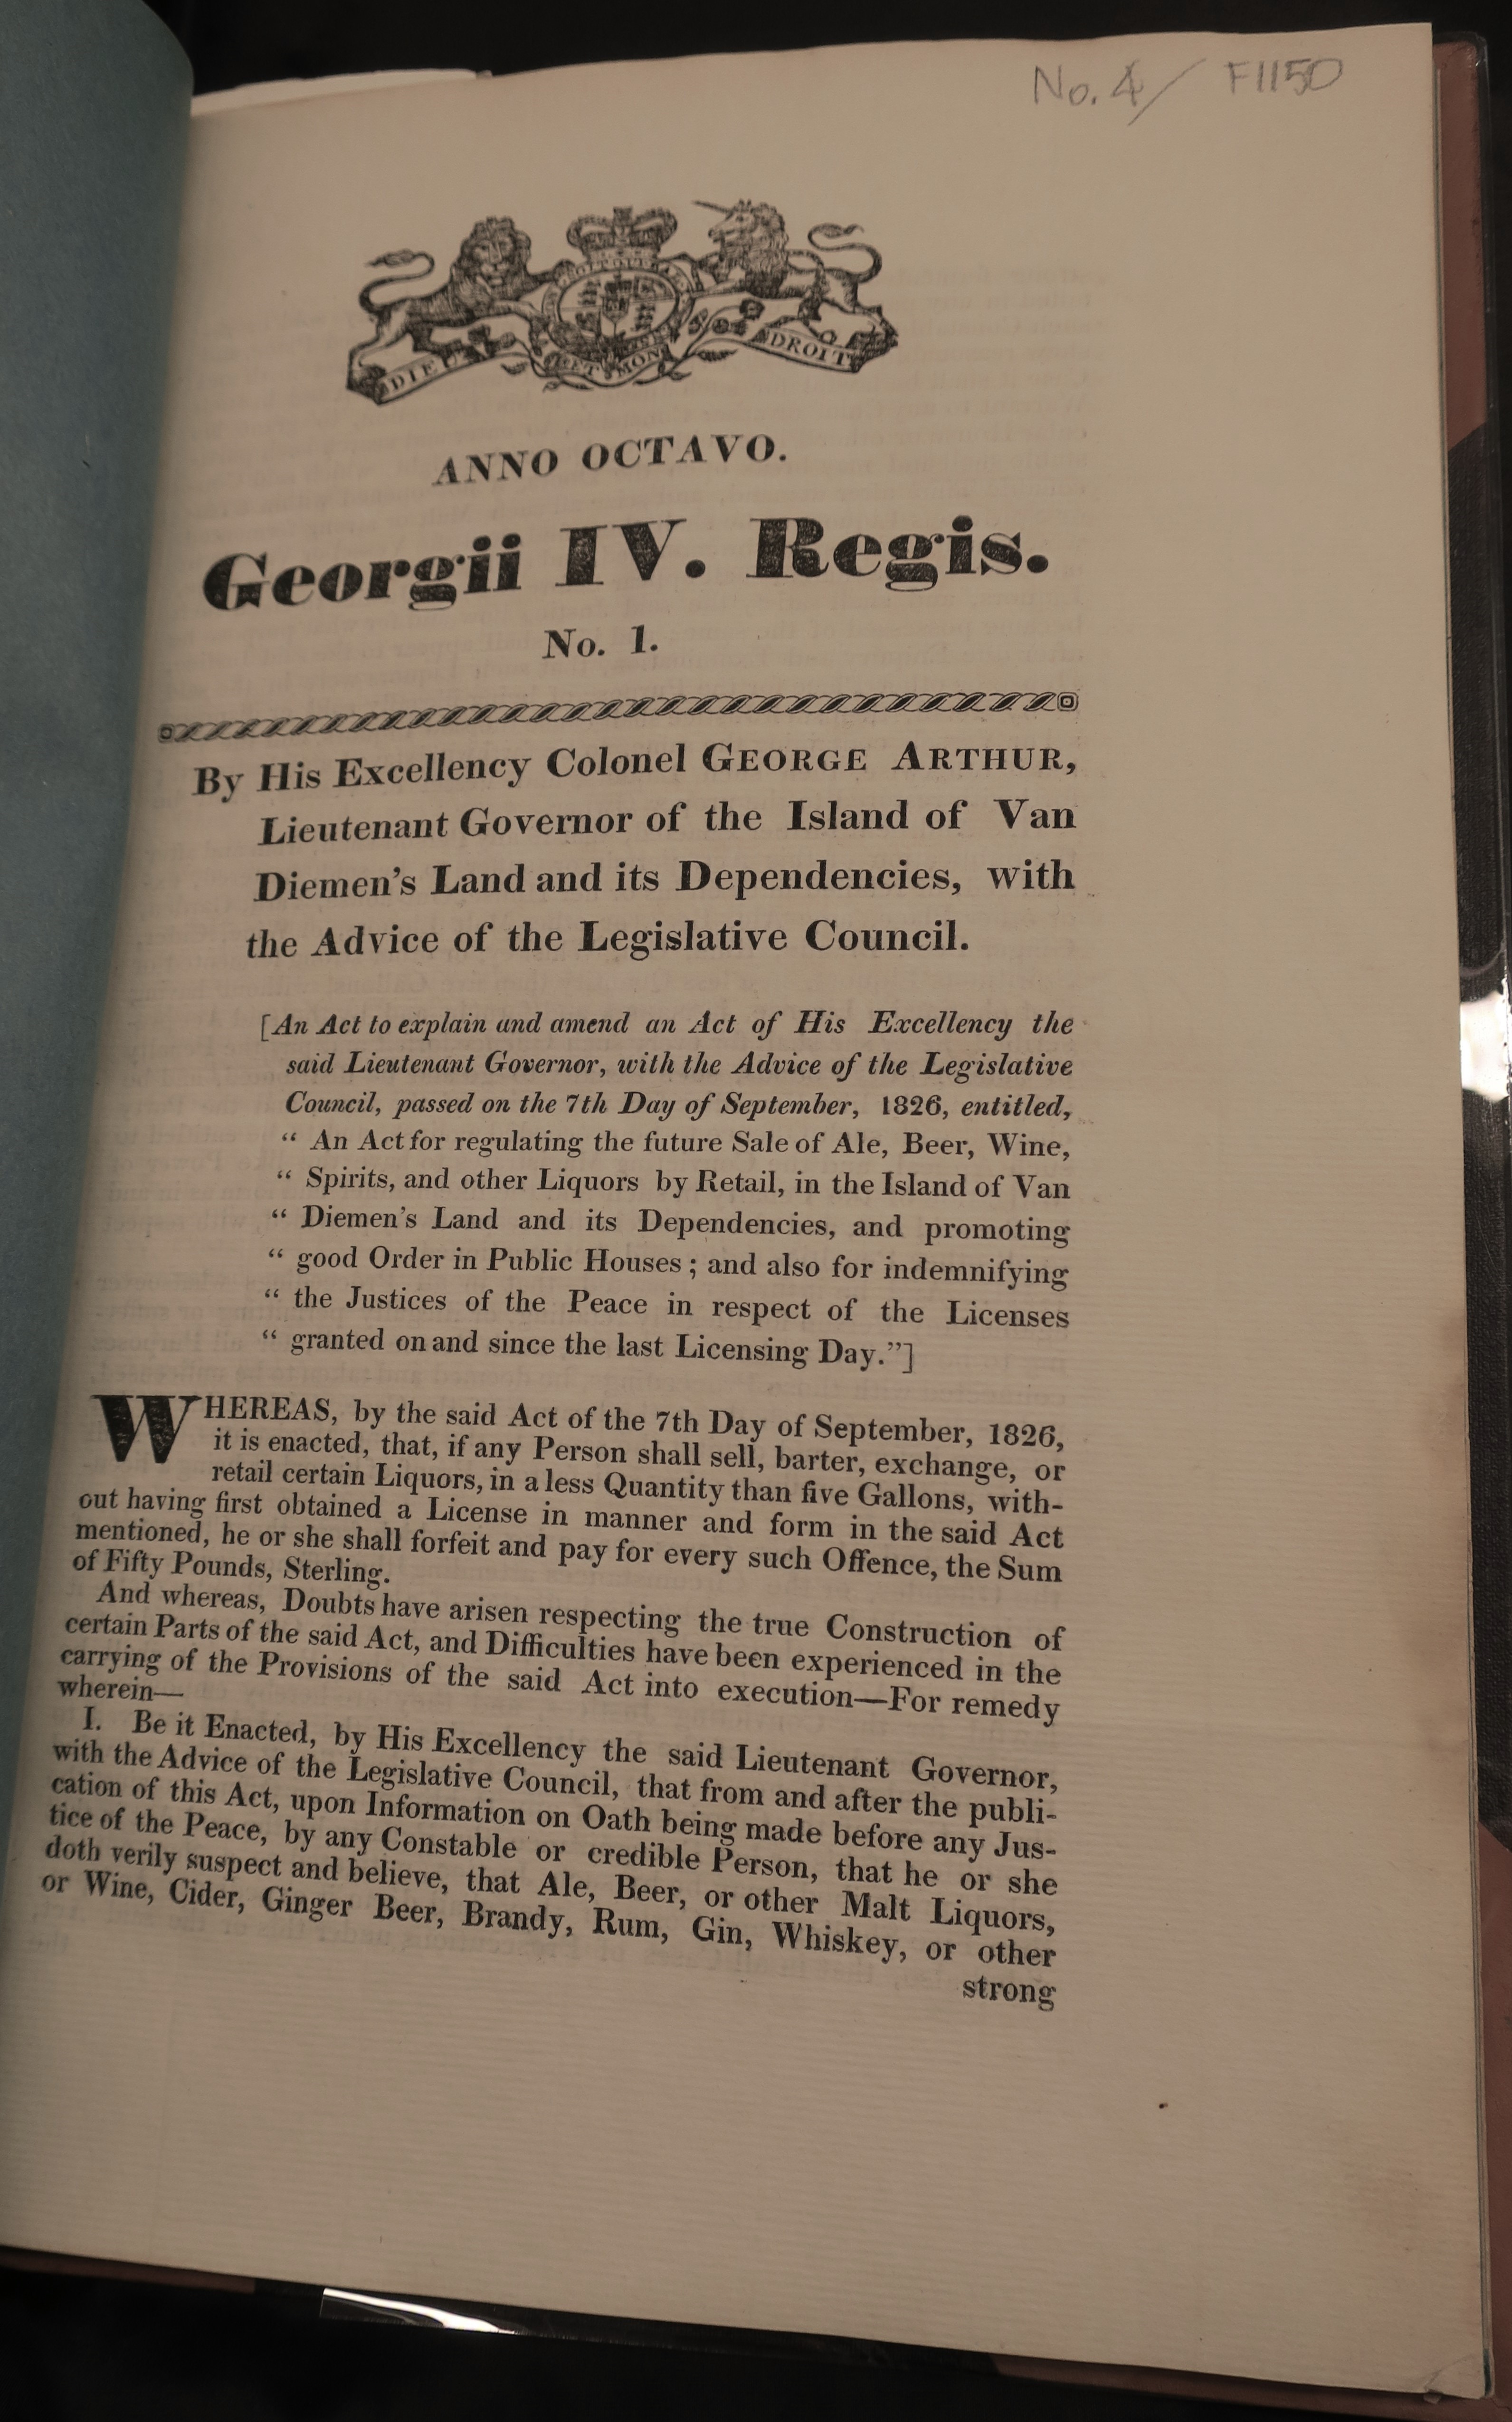 No. 4/ F1150
DIEU ET MON DROIT
ANNO OCTAVO.
Georgii IV. Regis.
No. 1.
By His Excellency Colonel GEORGE ARTHUR,
Lieutenant Governor of the Island of Van
Diemen's Land and its Dependencies, with
the Advice of the Legislative Council.
[An Act to explain and amend an Act of His Excellency the
said Lieutenant Governor, with the Advice of the Legislative
Council, passed on the 7th Day of September, 1826, entitled,
“ An Act for regulating the future Sale of Ale, Beer, Wine,
“ Spirits, and other Liquors by Retail, in the Island of Van
“ Diemen's Land and its Dependencies, and promoting
“ good Order in Public Houses ; and also for indemnifying
“ the Justices of the Peace in respect of the Licenses
“ granted on and since the last Licensing Day.”]
WHEREAS, by the said Act of the 7th Day of September, 1826,
it is enacted, that, if any Person shall sell, barter, exchange, or
retail certain Liquors, in a less Quantity than five Gallons, with-
out having first obtained a License in manner and form in the said Act
mentioned, he or she shall forfeit and pay for every such Offence, the Sum
of Fifty Pounds, Sterling.
And whereas, Doubts have arisen respecting the true Construction of
certain Parts of the said Act, and Difficulties have been experienced in the
carrying of the Provisions of the said Act into execution—For remedy
wherein—
I. Be it Enacted, by His Excellency the said Lieutenant Governor,
with the Advice of the Legislative Council, that from and after the publi-
cation of this Act, upon Information on Oath being made before any Jus-
tice of the Peace, by any Constable or credible Person, that he or she
doth verily suspect and believe, that Ale, Beer, or other Malt Liquors,
or Wine, Cider, Ginger Beer, Brandy, Rum, Gin, Whiskey, or other
strong